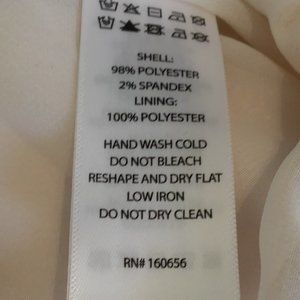 SHELL:
98% POLYESTER
2% SPANDEX
LINING:
100% POLYESTER
HAND WASH COLD
DO NOT BLEACH
RESHAPE AND DRY FLAT
LOW IRON
DO NOT DRY CLEAN
RN# 160656